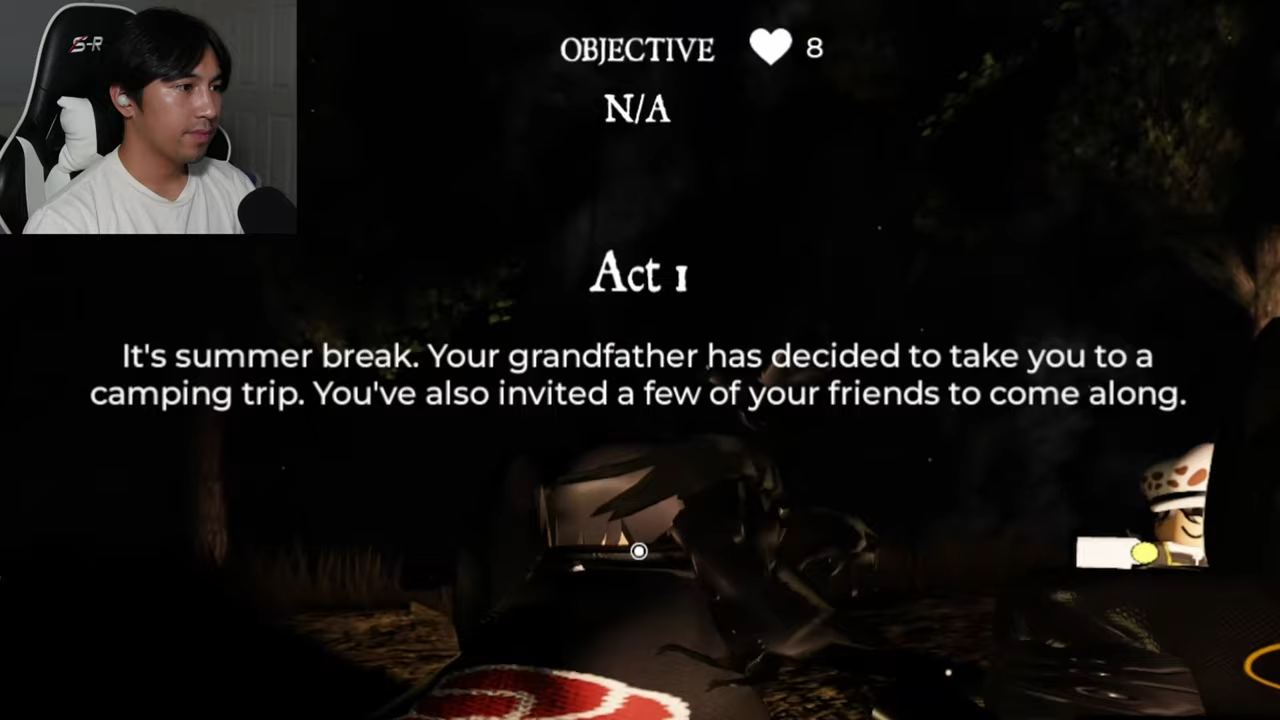 S-R
OBJECTIVE 8
N/A
Act 1
It's summer break. Your grandfather has decided to take you to a
camping trip. You've also invited a few of your friends to come along.